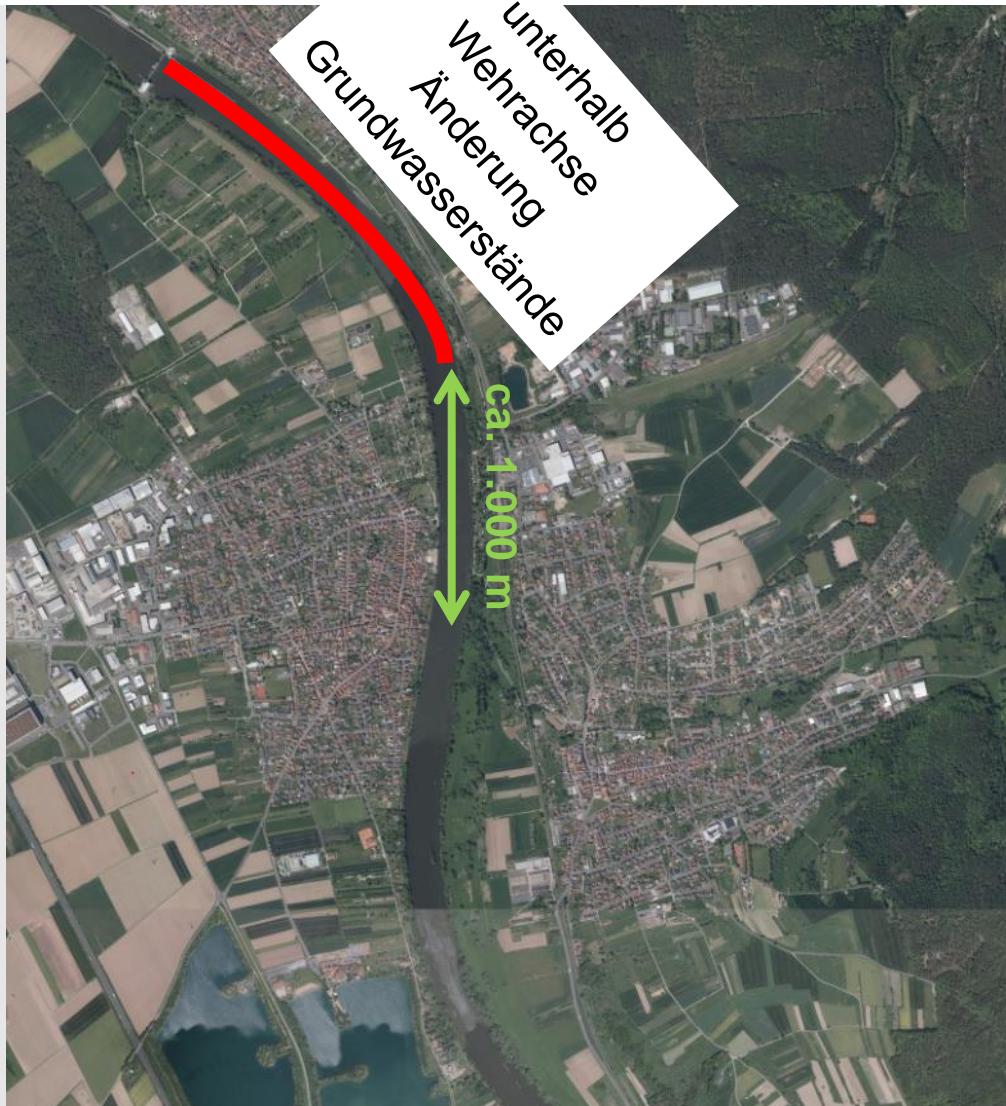 unterhalb
Wehrachse
Änderung
Grundwasserstände
ca. 1.000 m